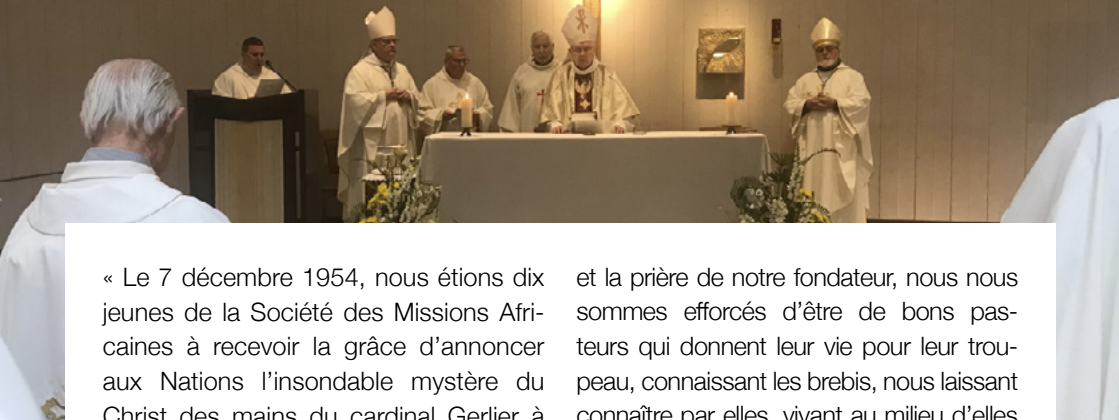 « Le 7 décembre 1954, nous étions dix
jeunes de la Société des Missions Afri-
caines à recevoir la grâce d’annoncer
aux Nations l’insondable mystère du
Christ des mains du cardinal Gerlier à
et la prière de notre fondateur, nous nous
sommes efforcés d’être de bons pas-
teurs qui donnent leur vie pour leur trou-
peau, connaissant les brebis, nous laissant
connaître par elles, vivant au milieu d’elles